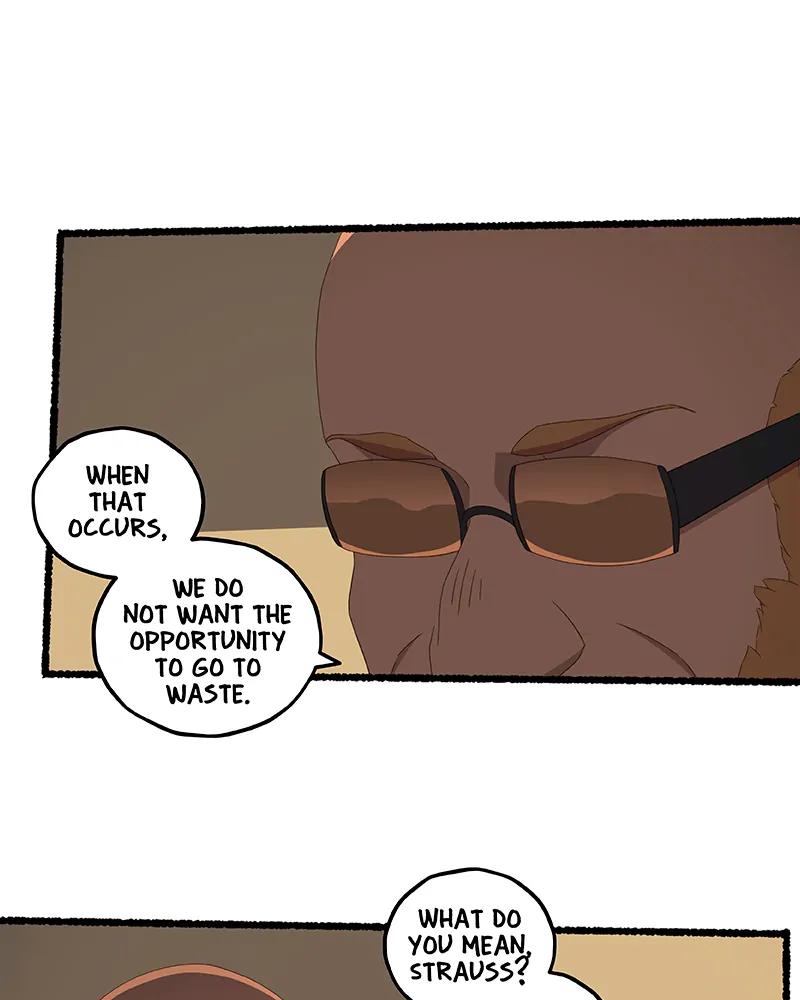 WHEN
THAT
OCCURS,
WE DO
NOT WANT THE
OPPORTUNITY
TO GO TO
WASTE.
WHAT DO
YOU MEAN,
STRAUSS?